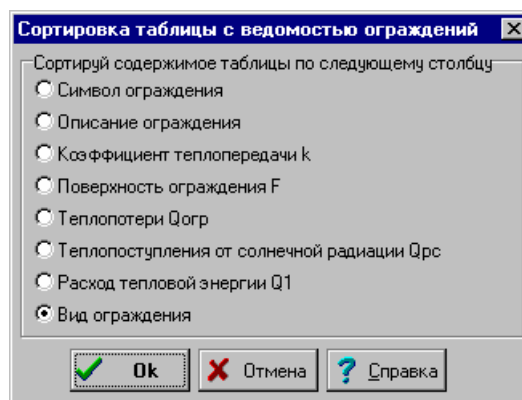 Сортировка таблицы с ведомостью ограждений
Сортируй содержимое таблицы по следующему столбцу
Символ ограждения
Описание ограждения
Коэффициент теплопередачи k
Поверхность ограждения F
Теплопотери Qогр
Теплопоступления от солнечной радиации Qрс
Расход тепловой энергии Q1
Вид ограждения
Ok Отмена ? Справка